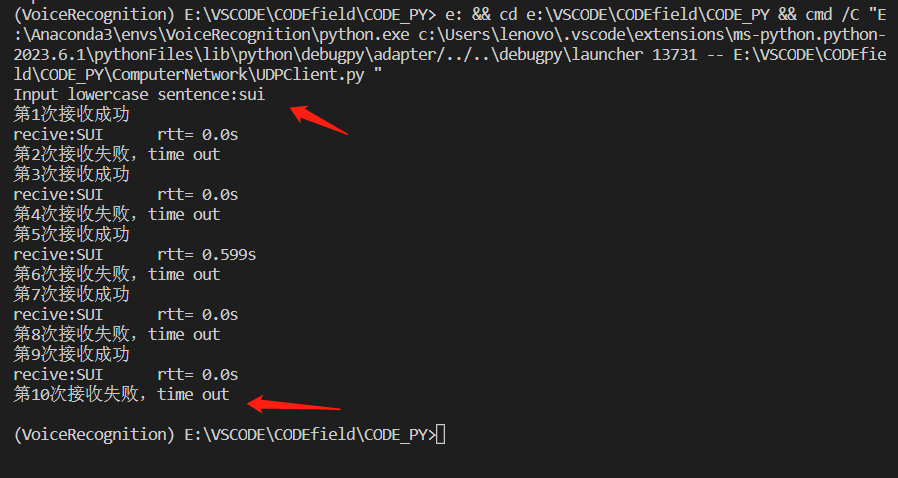 (VoiceRecognition) E:\VSCODE\CODEfield\CODE_PY> e: && cd e:\VSCODE\CODEfield\CODE_PY && cmd /C "E
:\Anaconda3\envs\VoiceRecognition\python.exe c:\Users\lenovo\.vscode\extensions\ms-python.python-
2023.6.1\pythonFiles\lib\python\debugpy\adapter/../..\debugpy\launcher 13731 -- E:\VSCODE\CODEfie
ld\CODE_PY\ComputerNetwork\UDPClient.py "
Input lowercase sentence:sui
第1次接收成功
recive:SUI rtt= 0.0s
第2次接收失败，time out
第3次接收成功
recive:SUI rtt= 0.0s
第4次接收失败，time out
第5次接收成功
recive:SUI rtt= 0.599s
第6次接收失败，time out
第7次接收成功
recive:SUI rtt= 0.0s
第8次接收失败，time out
第9次接收成功
recive:SUI rtt= 0.0s
第10次接收失败，time out
(VoiceRecognition) E:\VSCODE\CODEfield\CODE_PY>